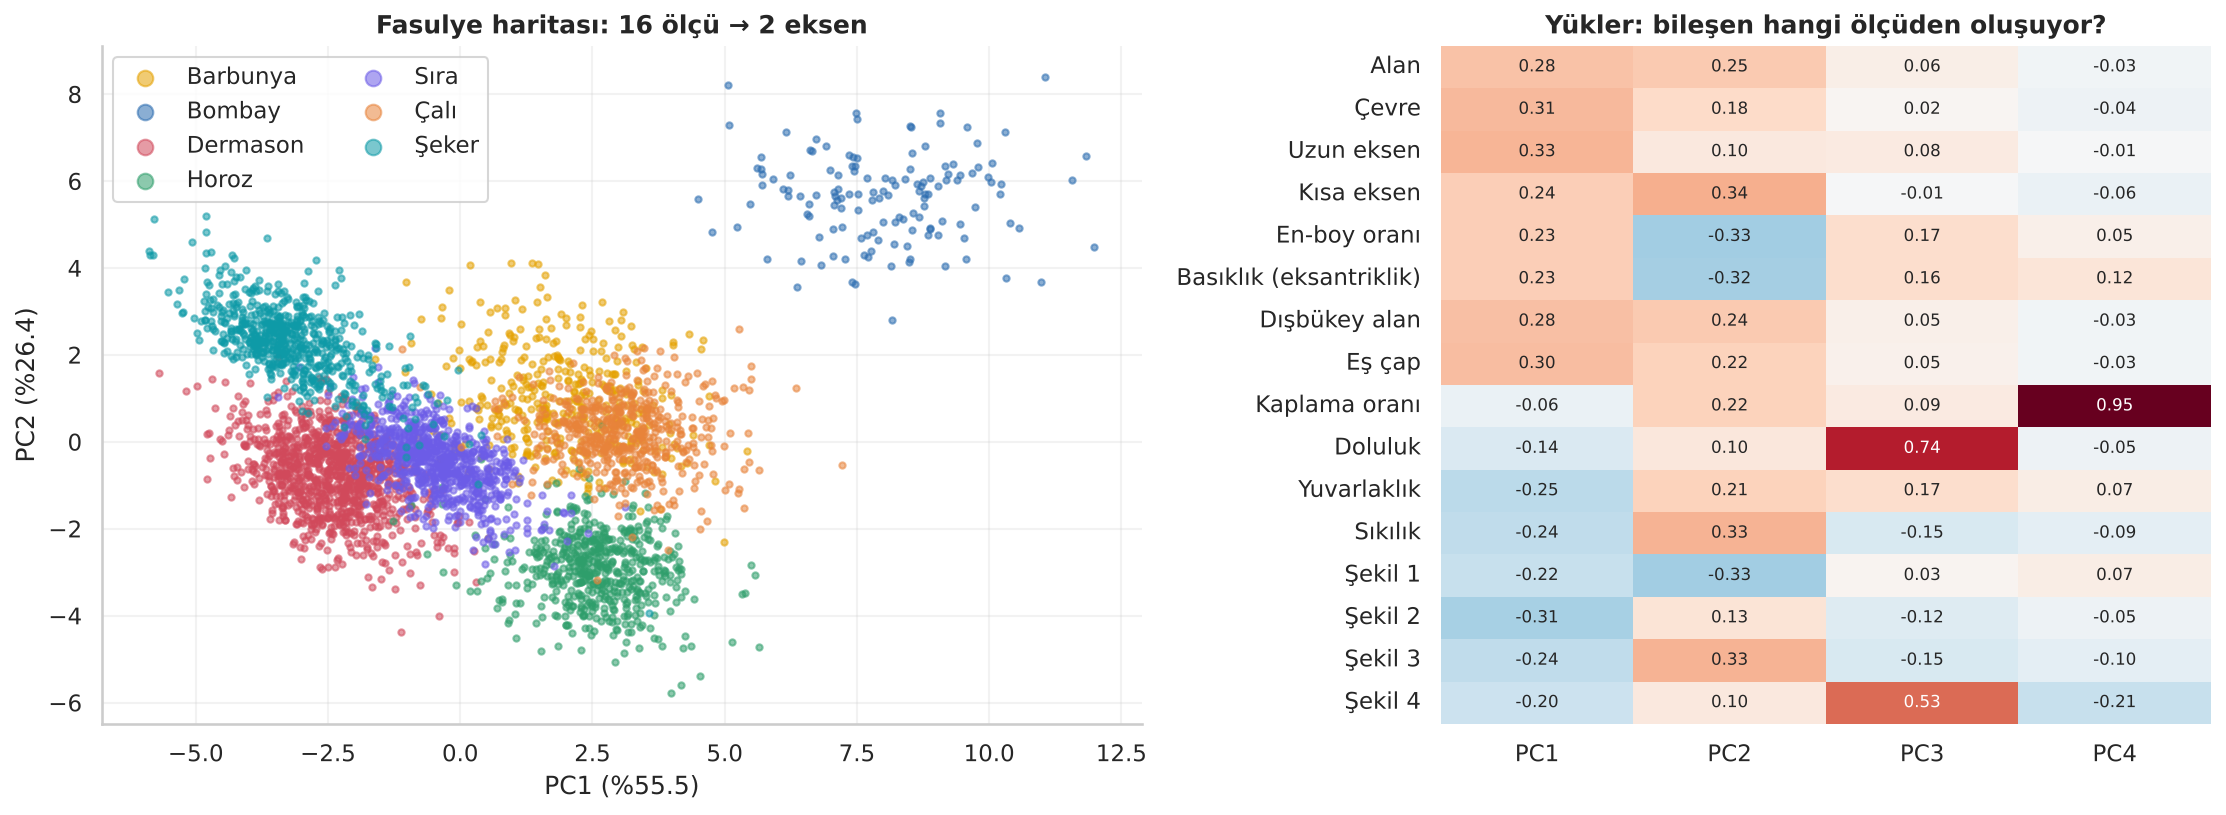 Fasulye haritası: 16 ölçü → 2 eksen
Barbunya
Bombay
Dermason
Horoz
Sıra
Çalı
Şeker
8
6
4
2
0
−2
−4
−6
PC2 (%26.4)
−5.0 −2.5 0.0 2.5 5.0 7.5 10.0 12.5
PC1 (%55.5)
Yükler: bileşen hangi ölçüden oluşuyor?
Alan 0.28 0.25 0.06 -0.03
Çevre 0.31 0.18 0.02 -0.04
Uzun eksen 0.33 0.10 0.08 -0.01
Kısa eksen 0.24 0.34 -0.01 -0.06
En-boy oranı 0.23 -0.33 0.17 0.05
Basıklık (eksantriklik) 0.23 -0.32 0.16 0.12
Dışbükey alan 0.28 0.24 0.05 -0.03
Eş çap 0.30 0.22 0.05 -0.03
Kaplama oranı -0.06 0.22 0.09 0.95
Doluluk -0.14 0.10 0.74 -0.05
Yuvarlaklık -0.25 0.21 0.17 0.07
Sıkılık -0.24 0.33 -0.15 -0.09
Şekil 1 -0.22 -0.33 0.03 0.07
Şekil 2 -0.31 0.13 -0.12 -0.05
Şekil 3 -0.24 0.33 -0.15 -0.10
Şekil 4 -0.20 0.10 0.53 -0.21
PC1 PC2 PC3 PC4